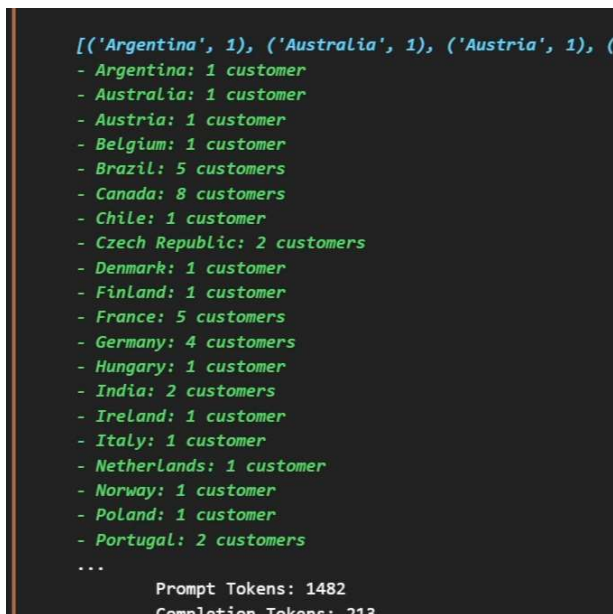 [('Argentina', 1), ('Australia', 1), ('Austria', 1), (
- Argentina: 1 customer
- Australia: 1 customer
- Austria: 1 customer
- Belgium: 1 customer
- Brazil: 5 customers
- Canada: 8 customers
- Chile: 1 customer
- Czech Republic: 2 customers
- Denmark: 1 customer
- Finland: 1 customer
- France: 5 customers
- Germany: 4 customers
- Hungary: 1 customer
- India: 2 customers
- Ireland: 1 customer
- Italy: 1 customer
- Netherlands: 1 customer
- Norway: 1 customer
- Poland: 1 customer
- Portugal: 2 customers
...
Prompt Tokens: 1482
Completion Tokens: 213